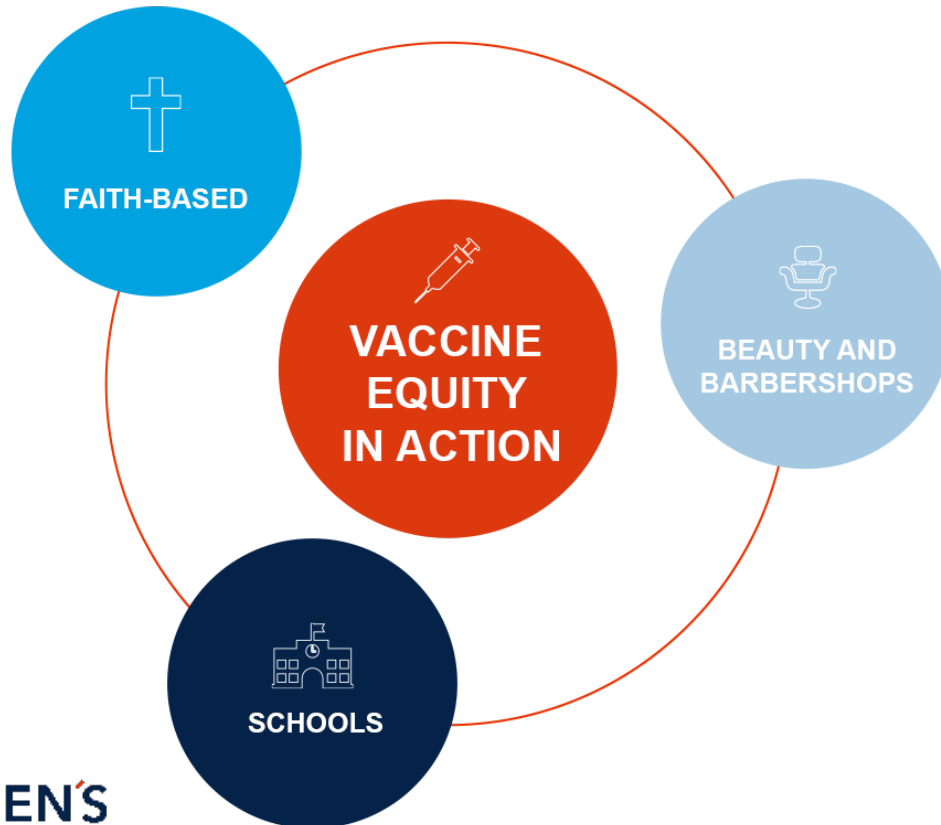 FAITH-BASED
VACCINE
EQUITY
IN ACTION
BEAUTY AND
BARBERSHOPS
SCHOOLS
EN'S